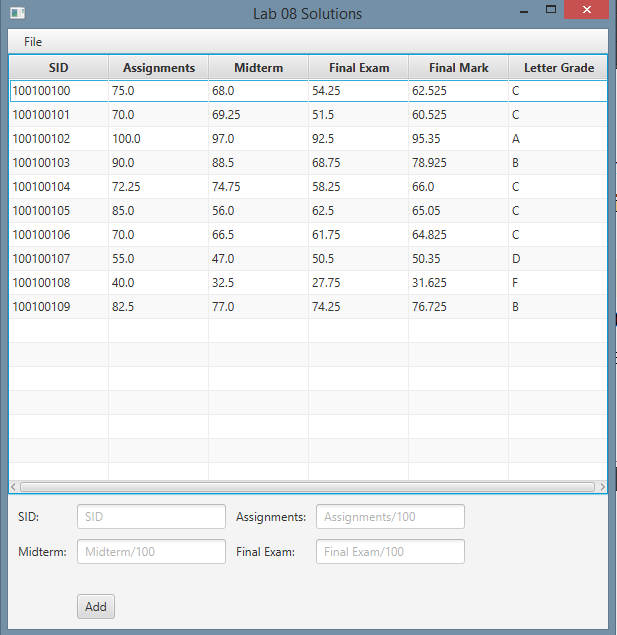 Lab 08 Solutions
File
SID Assignments Midterm Final Exam Final Mark Letter Grade
100100100 75.0 68.0 54.25 62.525 C
100100101 70.0 69.25 51.5 60.525 C
100100102 100.0 97.0 92.5 95.35 A
100100103 90.0 88.5 68.75 78.925 B
100100104 72.25 74.75 58.25 66.0 C
100100105 85.0 56.0 62.5 65.05 C
100100106 70.0 66.5 61.75 64.825 C
100100107 55.0 47.0 50.5 50.35 D
100100108 40.0 32.5 27.75 31.625 F
100100109 82.5 77.0 74.25 76.725 B
SID: SID Assignments: Assignments/100
Midterm: Midterm/100 Final Exam: Final Exam/100
Add